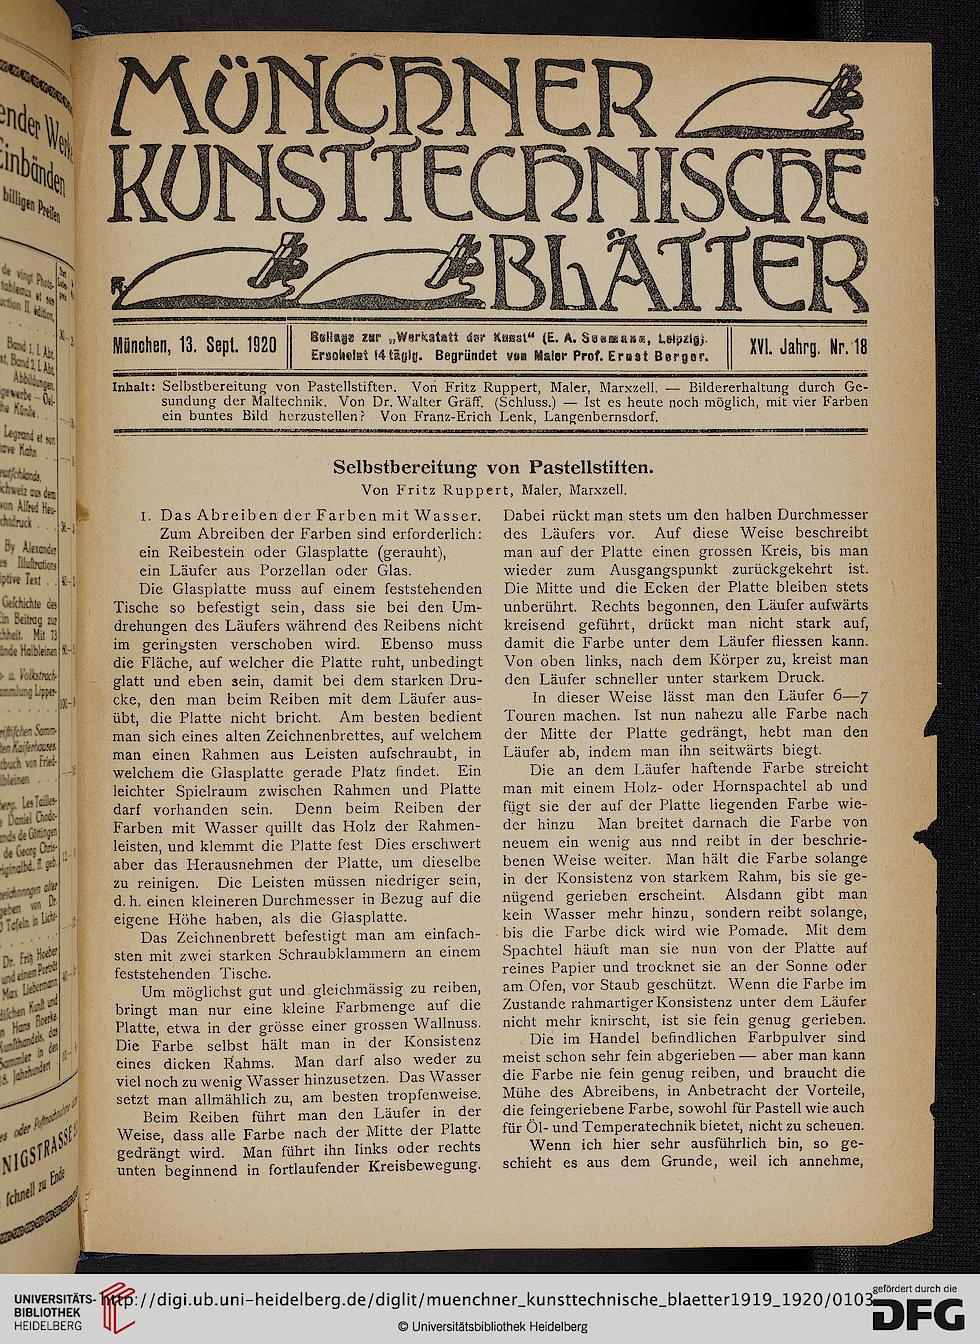 MÜNCHNER
KUNSTTECHNISCHE
BLÄTTER
München, 13. Sept. 1920
Beilage zur „Werkstatt der Kunst“ (E. A. Seemann, Leipzig).
Erscheint 14 tägig. Begründet von Maler Prof. Ernst Berger.
XVI. Jahrg. Nr. 18
Inhalt: Selbstbereitung von Pastellstiften. Von Fritz Ruppert, Maler, Marxzell. — Bildererhaltung durch Ge-
sundung der Maltechnik. Von Dr. Walter Gräff. (Schluss.) — Ist es heute noch möglich, mit vier Farben
ein buntes Bild herzustellen? Von Franz-Erich Lenk, Langenbernsdorf.
Selbstbereitung von Pastellstiften.
Von Fritz Ruppert, Maler, Marxzell.
1. Das Abreiben der Farben mit Wasser.
Zum Abreiben der Farben sind erforderlich:
ein Reibestein oder Glasplatte (gerauht),
ein Läufer aus Porzellan oder Glas.
Die Glasplatte muss auf einem feststehenden
Tische so befestigt sein, dass sie bei den Um-
drehungen des Läufers während des Reibens nicht
im geringsten verschoben wird. Ebenso muss
die Fläche, auf welcher die Platte ruht, unbedingt
glatt und eben sein, damit bei dem starken Dru-
cke, den man beim Reiben mit dem Läufer aus-
übt, die Platte nicht bricht. Am besten bedient
man sich eines alten Zeichnenbrettes, auf welchem
man einen Rahmen aus Leisten aufschraubt, in
welchem die Glasplatte gerade Platz findet. Ein
leichter Spielraum zwischen Rahmen und Platte
darf vorhanden sein. Denn beim Reiben der
Farben mit Wasser quillt das Holz der Rahmen-
leisten, und klemmt die Platte fest Dies erschwert
aber das Herausnehmen der Platte, um dieselbe
zu reinigen. Die Leisten müssen niedriger sein,
d. h. einen kleineren Durchmesser in Bezug auf die
eigene Höhe haben, als die Glasplatte.
Das Zeichnenbrett befestigt man am einfach-
sten mit zwei starken Schraubklammern an einem
feststehenden Tische.
Um möglichst gut und gleichmässig zu reiben,
bringt man nur eine kleine Farbmenge auf die
Platte, etwa in der grösse einer grossen Wallnuss.
Die Farbe selbst hält man in der Konsistenz
eines dicken Rahms. Man darf also weder zu
viel noch zu wenig Wasser hinzusetzen. Das Wasser
setzt man allmählich zu, am besten tropfenweise.
Beim Reiben führt man den Läufer in der
Weise, dass alle Farbe nach der Mitte der Platte
gedrängt wird. Man führt ihn links oder rechts
unten beginnend in fortlaufender Kreisbewegung.
Dabei rückt man stets um den halben Durchmesser
des Läufers vor. Auf diese Weise beschreibt
man auf der Platte einen grossen Kreis, bis man
wieder zum Ausgangspunkt zurückgekehrt ist.
Die Mitte und die Ecken der Platte bleiben stets
unberührt. Rechts begonnen, den Läufer aufwärts
kreisend geführt, drückt man nicht stark auf,
damit die Farbe unter dem Läufer fliessen kann.
Von oben links, nach dem Körper zu, kreist man
den Läufer schneller unter starkem Druck.
In dieser Weise lässt man den Läufer 6—7
Touren machen. Ist nun nahezu alle Farbe nach
der Mitte der Platte gedrängt, hebt man den
Läufer ab, indem man ihn seitwärts biegt.
Die an dem Läufer haftende Farbe streicht
man mit einem Holz- oder Hornspachtel ab und
fügt sie der auf der Platte liegenden Farbe wie-
der hinzu Man breitet darnach die Farbe von
neuem ein wenig aus nnd reibt in der beschrie-
benen Weise weiter. Man hält die Farbe solange
in der Konsistenz von starkem Rahm, bis sie ge-
nügend gerieben erscheint. Alsdann gibt man
kein Wasser mehr hinzu, sondern reibt solange,
bis die Farbe dick wird wie Pomade. Mit dem
Spachtel häuft man sie nun von der Platte auf
reines Papier und trocknet sie an der Sonne oder
am Ofen, vor Staub geschützt. Wenn die Farbe im
Zustande rahmartiger Konsistenz unter dem Läufer
nicht mehr knirscht, ist sie fein genug gerieben.
Die im Handel befindlichen Farbpulver sind
meist schon sehr fein abgerieben — aber man kann
die Farbe nie fein genug reiben, und braucht die
Mühe des Abreibens, in Anbetracht der Vorteile,
die feingeriebene Farbe, sowohl für Pastell wie auch
für Öl- und Temperatechnik bietet, nicht zu scheuen.
Wenn ich hier sehr ausführlich bin, so ge-
schieht es aus dem Grunde, weil ich annehme,
UNIVERSITÄTS-
BIBLIOTHEK
HEIDELBERG
http://digi.ub.uni-heidelberg.de/diglit/muenchner_kunsttechnische_blaetter1919_1920/0103
© Universitätsbibliothek Heidelberg
gefördert durch die
DFG